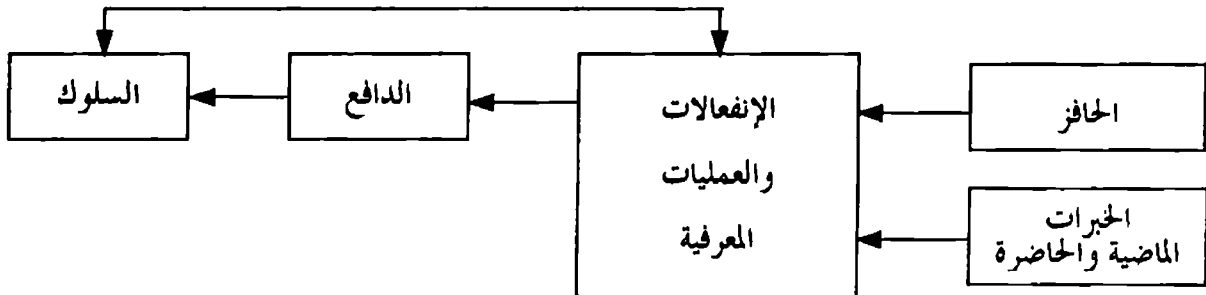 الحافز
الخبرات
الماضية والحاضرة
الإنفعالات
والعمليات
المعرفية
الدافع
السلوك